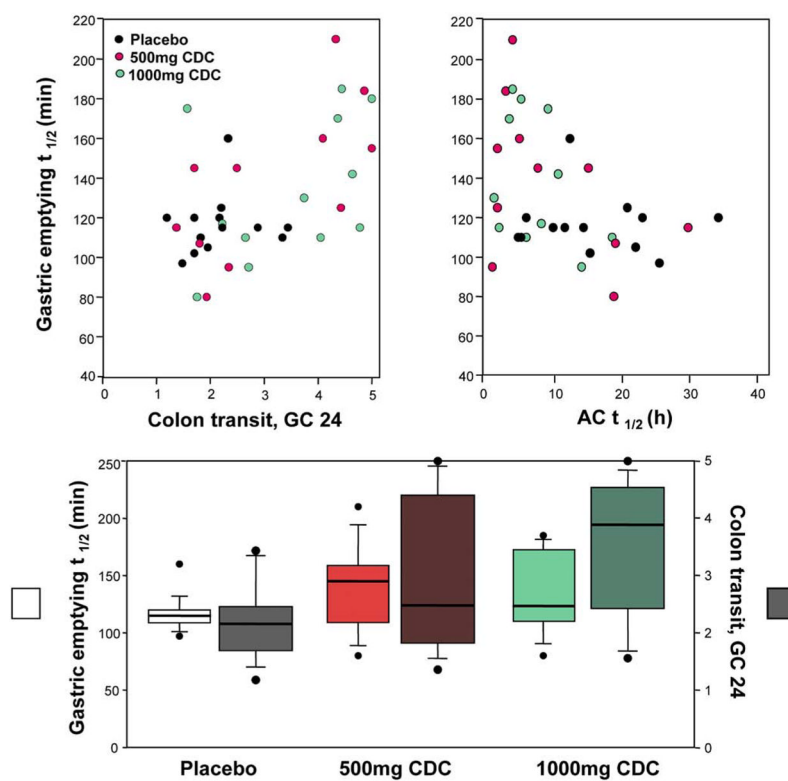 220
200
180
160
140
120
100
80
60
40
Gastric emptying t 1/2 (min)
Placebo
500mg CDC
1000mg CDC
0 1 2 3 4 5
Colon transit, GC 24
220
200
180
160
140
120
100
80
60
40
0 10 20 30 40
AC t 1/2 (h)
Gastric emptying t 1/2 (min)
250
200
150
100
50
0
5
4
3
2
1
0
Colon transit, GC 24
Placebo 500mg CDC 1000mg CDC